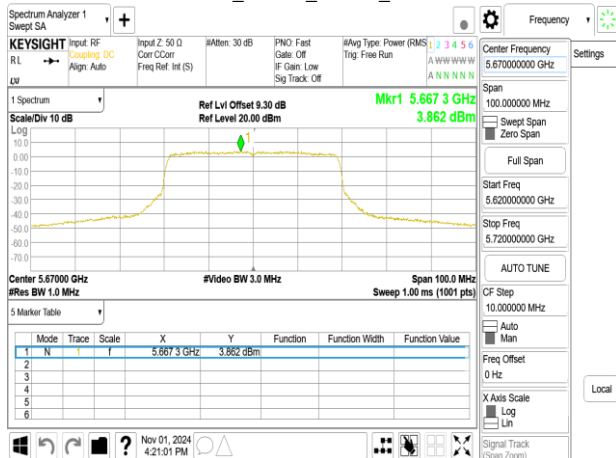 Spectrum Analyzer 1
Swept SA
KEYSIGHT
RL
Input: RF
Coupling: DC
Align: Auto
Input Z: 50 Ω
Corr CCorr
Freq Ref: Int (S)
#Atten: 30 dB
PNO: Fast
Gate: Off
IF Gain: Low
Sig Track: Off
#Avg Type: Power (RMS
Trig: Free Run
1 2 3 4 5 6
A W W W W W
A N N N N N
1 Spectrum
Scale/Div 10 dB
Ref Lvl Offset 9.30 dB
Ref Level 20.00 dBm
Mkr1 5.667 3 GHz
3.862 dBm
Log
10.0
0.00
-10.0
-20.0
-30.0
-40.0
-50.0
-60.0
-70.0
1
Center 5.67000 GHz
#Res BW 1.0 MHz
#Video BW 3.0 MHz
Span 100.0 MHz
Sweep 1.00 ms (1001 pts)
5 Marker Table
Mode Trace Scale X Y Function Function Width Function Value
1 N 1 f 5.667 3 GHz 3.862 dBm
2
3
4
5
6
Nov 01, 2024
4:21:01 PM
Frequency
Settings
Center Frequency
5.670000000 GHz
Span
100.000000 MHz
Swept Span
Zero Span
Full Span
Start Freq
5.620000000 GHz
Stop Freq
5.720000000 GHz
AUTO TUNE
CF Step
10.000000 MHz
Auto
Man
Freq Offset
0 Hz
X Axis Scale
Log
Lin
Signal Track
(Span Zoom)
Local